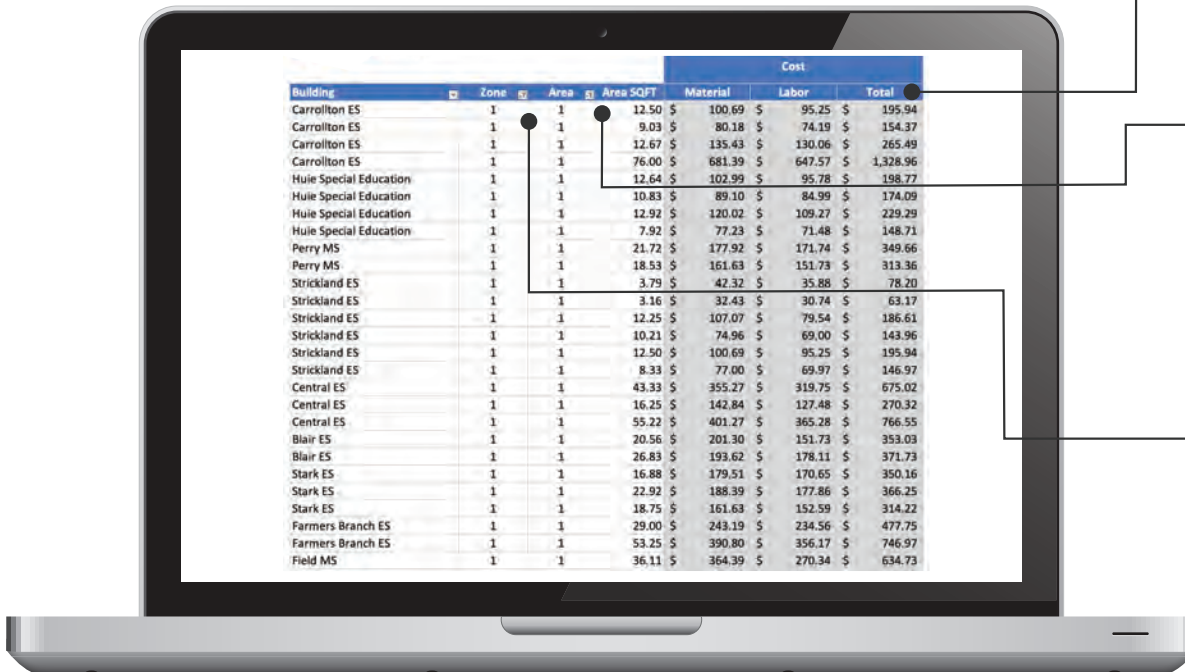 Cost
Building Zone Area Area SQFT Material Labor Total
Carrollton ES 1 1 12.50 $ 100.69 $ 95.25 $ 195.94
Carrollton ES 1 1 9.03 $ 80.18 $ 74.19 $ 154.37
Carrollton ES 1 1 12.67 $ 135.43 $ 130.06 $ 265.49
Carrollton ES 1 1 76.00 $ 681.39 $ 647.57 $ 1,328.96
Huie Special Education 1 1 12.64 $ 102.99 $ 95.78 $ 198.77
Huie Special Education 1 1 10.83 $ 89.10 $ 84.99 $ 174.09
Huie Special Education 1 1 12.92 $ 120.02 $ 109.27 $ 229.29
Huie Special Education 1 1 7.92 $ 77.23 $ 71.48 $ 148.71
Perry MS 1 1 21.72 $ 177.92 $ 171.74 $ 349.66
Perry MS 1 1 18.53 $ 161.63 $ 151.73 $ 313.36
Strickland ES 1 1 3.79 $ 42.32 $ 35.88 $ 78.20
Strickland ES 1 1 3.16 $ 32.43 $ 30.74 $ 63.17
Strickland ES 1 1 12.25 $ 107.07 $ 79.54 $ 186.61
Strickland ES 1 1 10.21 $ 74.96 $ 69.00 $ 143.96
Strickland ES 1 1 12.50 $ 100.69 $ 95.25 $ 195.94
Strickland ES 1 1 8.33 $ 77.00 $ 69.97 $ 146.97
Central ES 1 1 43.33 $ 355.27 $ 319.75 $ 675.02
Central ES 1 1 16.25 $ 142.84 $ 127.48 $ 270.32
Central ES 1 1 55.22 $ 401.27 $ 365.28 $ 766.55
Blair ES 1 1 20.56 $ 201.30 $ 151.73 $ 353.03
Blair ES 1 1 26.83 $ 193.62 $ 178.11 $ 371.73
Stark ES 1 1 16.88 $ 179.51 $ 170.65 $ 350.16
Stark ES 1 1 22.92 $ 188.39 $ 177.86 $ 366.25
Stark ES 1 1 18.75 $ 161.63 $ 152.59 $ 314.22
Farmers Branch ES 1 1 29.00 $ 243.19 $ 234.56 $ 477.75
Farmers Branch ES 1 1 53.25 $ 390.80 $ 356.17 $ 746.97
Field MS 1 1 36.11 $ 364.39 $ 270.34 $ 634.73